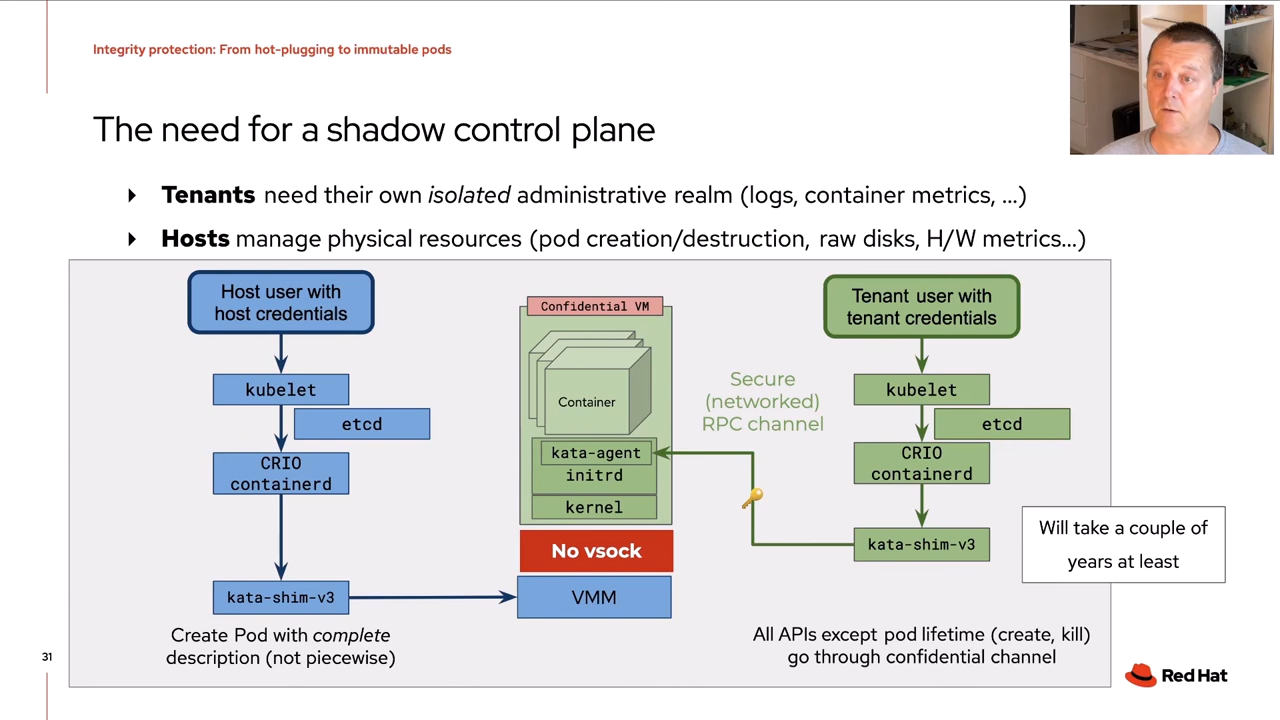 Integrity protection: From hot-plugging to immutable pods
The need for a shadow control plane
Tenants need their own isolated administrative realm (logs, container metrics, ...)
Hosts manage physical resources (pod creation/destruction, raw disks, H/W metrics...)
Host user with
host credentials
kubelet
etcd
CRIO
containerd
kata-shim-v3
Create Pod with complete
description (not piecewise)
Confidential VM
Container
kata-agent
initrd
kernel
No vsock
VMM
Secure
(networked)
RPC channel
Tenant user with
tenant credentials
kubelet
etcd
CRIO
containerd
kata-shim-v3
Will take a couple of
years at least
All APIs except pod lifetime (create, kill)
go through confidential channel
31
Red Hat